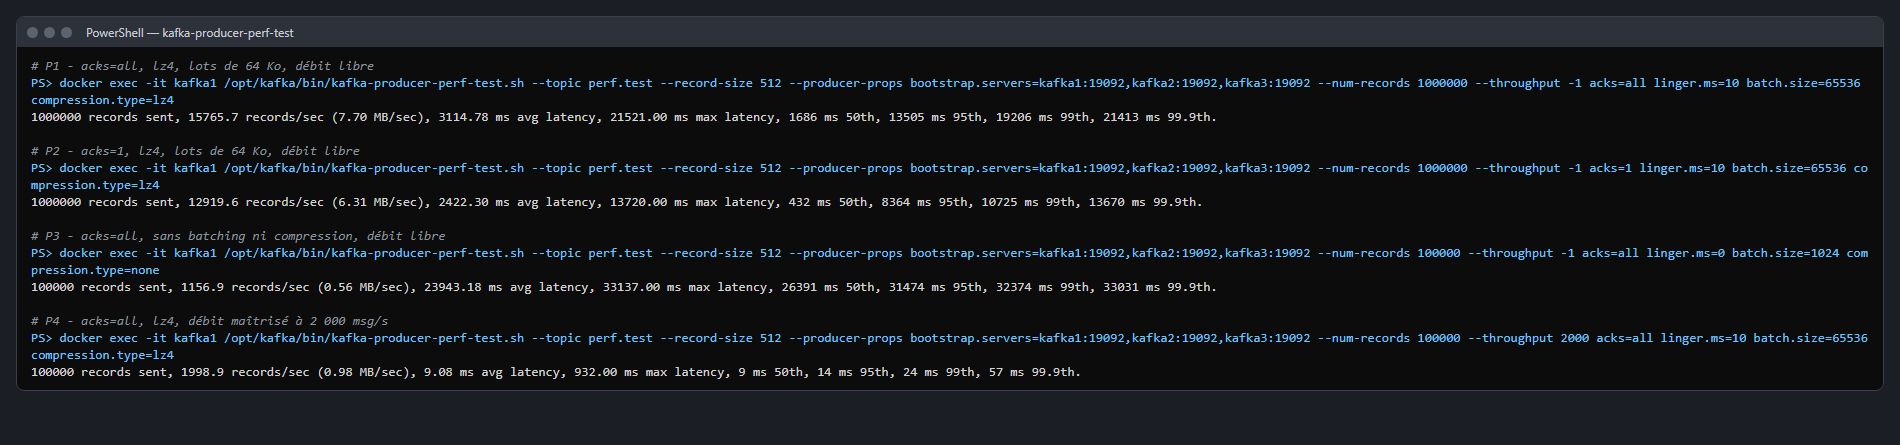 PowerShell — kafka-producer-perf-test
# P1 - acks=all, lz4, lots de 64 Ko, débit libre
PS> docker exec -it kafka1 /opt/kafka/bin/kafka-producer-perf-test.sh --topic perf.test --record-size 512 --producer-props bootstrap.servers=kafka1:19092,kafka2:19092,kafka3:19092 --num-records 1000000 --throughput -1 acks=all linger.ms=10 batch.size=65536
compression.type=lz4
1000000 records sent, 15765.7 records/sec (7.70 MB/sec), 3114.78 ms avg latency, 21521.00 ms max latency, 1686 ms 50th, 13505 ms 95th, 19206 ms 99th, 21413 ms 99.9th.
# P2 - acks=1, lz4, lots de 64 Ko, débit libre
PS> docker exec -it kafka1 /opt/kafka/bin/kafka-producer-perf-test.sh --topic perf.test --record-size 512 --producer-props bootstrap.servers=kafka1:19092,kafka2:19092,kafka3:19092 --num-records 1000000 --throughput -1 acks=1 linger.ms=10 batch.size=65536 co
mpression.type=lz4
1000000 records sent, 12919.6 records/sec (6.31 MB/sec), 2422.30 ms avg latency, 13720.00 ms max latency, 432 ms 50th, 8364 ms 95th, 10725 ms 99th, 13670 ms 99.9th.
# P3 - acks=all, sans batching ni compression, débit libre
PS> docker exec -it kafka1 /opt/kafka/bin/kafka-producer-perf-test.sh --topic perf.test --record-size 512 --producer-props bootstrap.servers=kafka1:19092,kafka2:19092,kafka3:19092 --num-records 100000 --throughput -1 acks=all linger.ms=0 batch.size=1024 com
pression.type=none
100000 records sent, 1156.9 records/sec (0.56 MB/sec), 23943.18 ms avg latency, 33137.00 ms max latency, 26391 ms 50th, 31474 ms 95th, 32374 ms 99th, 33031 ms 99.9th.
# P4 - acks=all, lz4, débit maîtrisé à 2 000 msg/s
PS> docker exec -it kafka1 /opt/kafka/bin/kafka-producer-perf-test.sh --topic perf.test --record-size 512 --producer-props bootstrap.servers=kafka1:19092,kafka2:19092,kafka3:19092 --num-records 100000 --throughput 2000 acks=all linger.ms=10 batch.size=65536
compression.type=lz4
100000 records sent, 1998.9 records/sec (0.98 MB/sec), 9.08 ms avg latency, 932.00 ms max latency, 9 ms 50th, 14 ms 95th, 24 ms 99th, 57 ms 99.9th.